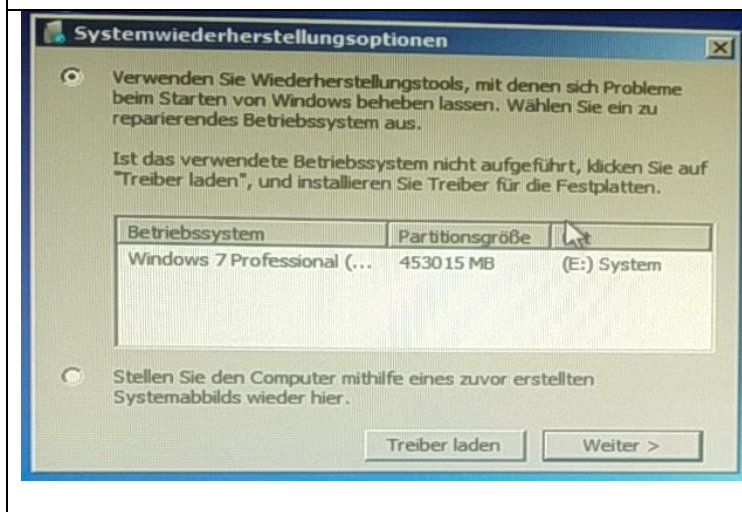 Systemwiederherstellungsoptionen
Verwenden Sie Wiederherstellungstools, mit denen sich Probleme
beim Starten von Windows beheben lassen. Wählen Sie ein zu
reparierendes Betriebssystem aus.
Ist das verwendete Betriebssystem nicht aufgeführt, klicken Sie auf
"Treiber laden", und installieren Sie Treiber für die Festplatten.
Betriebssystem Partitionsgröße
Windows 7 Professional (... 453015 MB (E:) System
Stellen Sie den Computer mithilfe eines zuvor erstellten
Systemabbilds wieder hier.
Treiber laden Weiter >